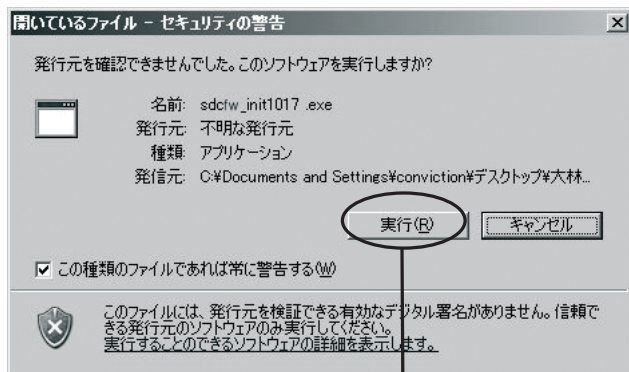 開いているファイル - セキュリティの警告
発行元を確認できませんでした。このソフトウェアを実行しますか?
名前: sdcfw_init1017 .exe
発行元: 不明な発行元
種類: アプリケーション
発信元: C:¥Documents and Settings¥conviction¥デスクトップ¥大林...
実行(R)
キャンセル
この種類のファイルであれば常に警告する(W)
このファイルには、発行元を検証できる有効なデジタル署名がありません。信頼で
きる発行元のソフトウェアのみ実行してください。
実行することのできるソフトウェアの詳細を表示します。